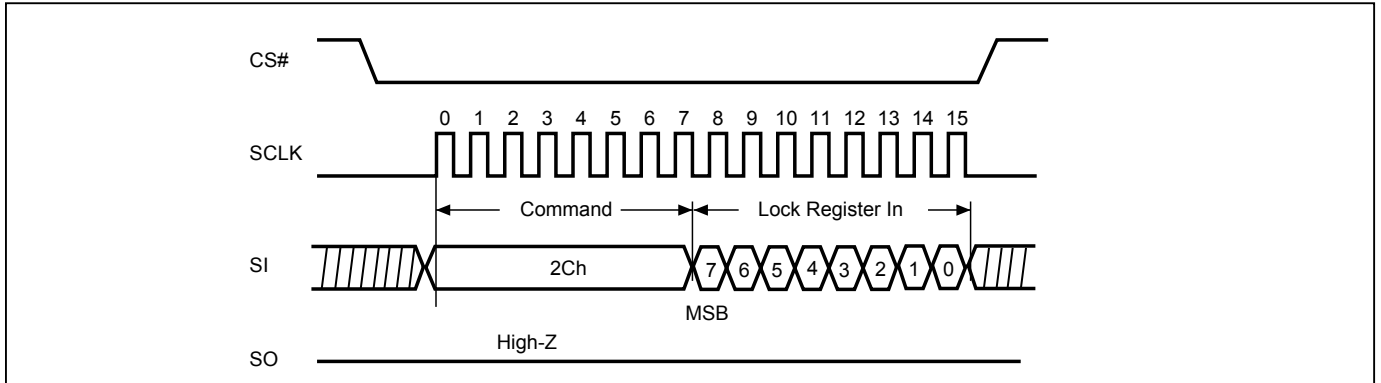 CS#
0 1 2 3 4 5 6 7 8 9 10 11 12 13 14 15
SCLK
Command Lock Register In
SI 2Ch 7 6 5 4 3 2 1 0
MSB
High-Z
SO